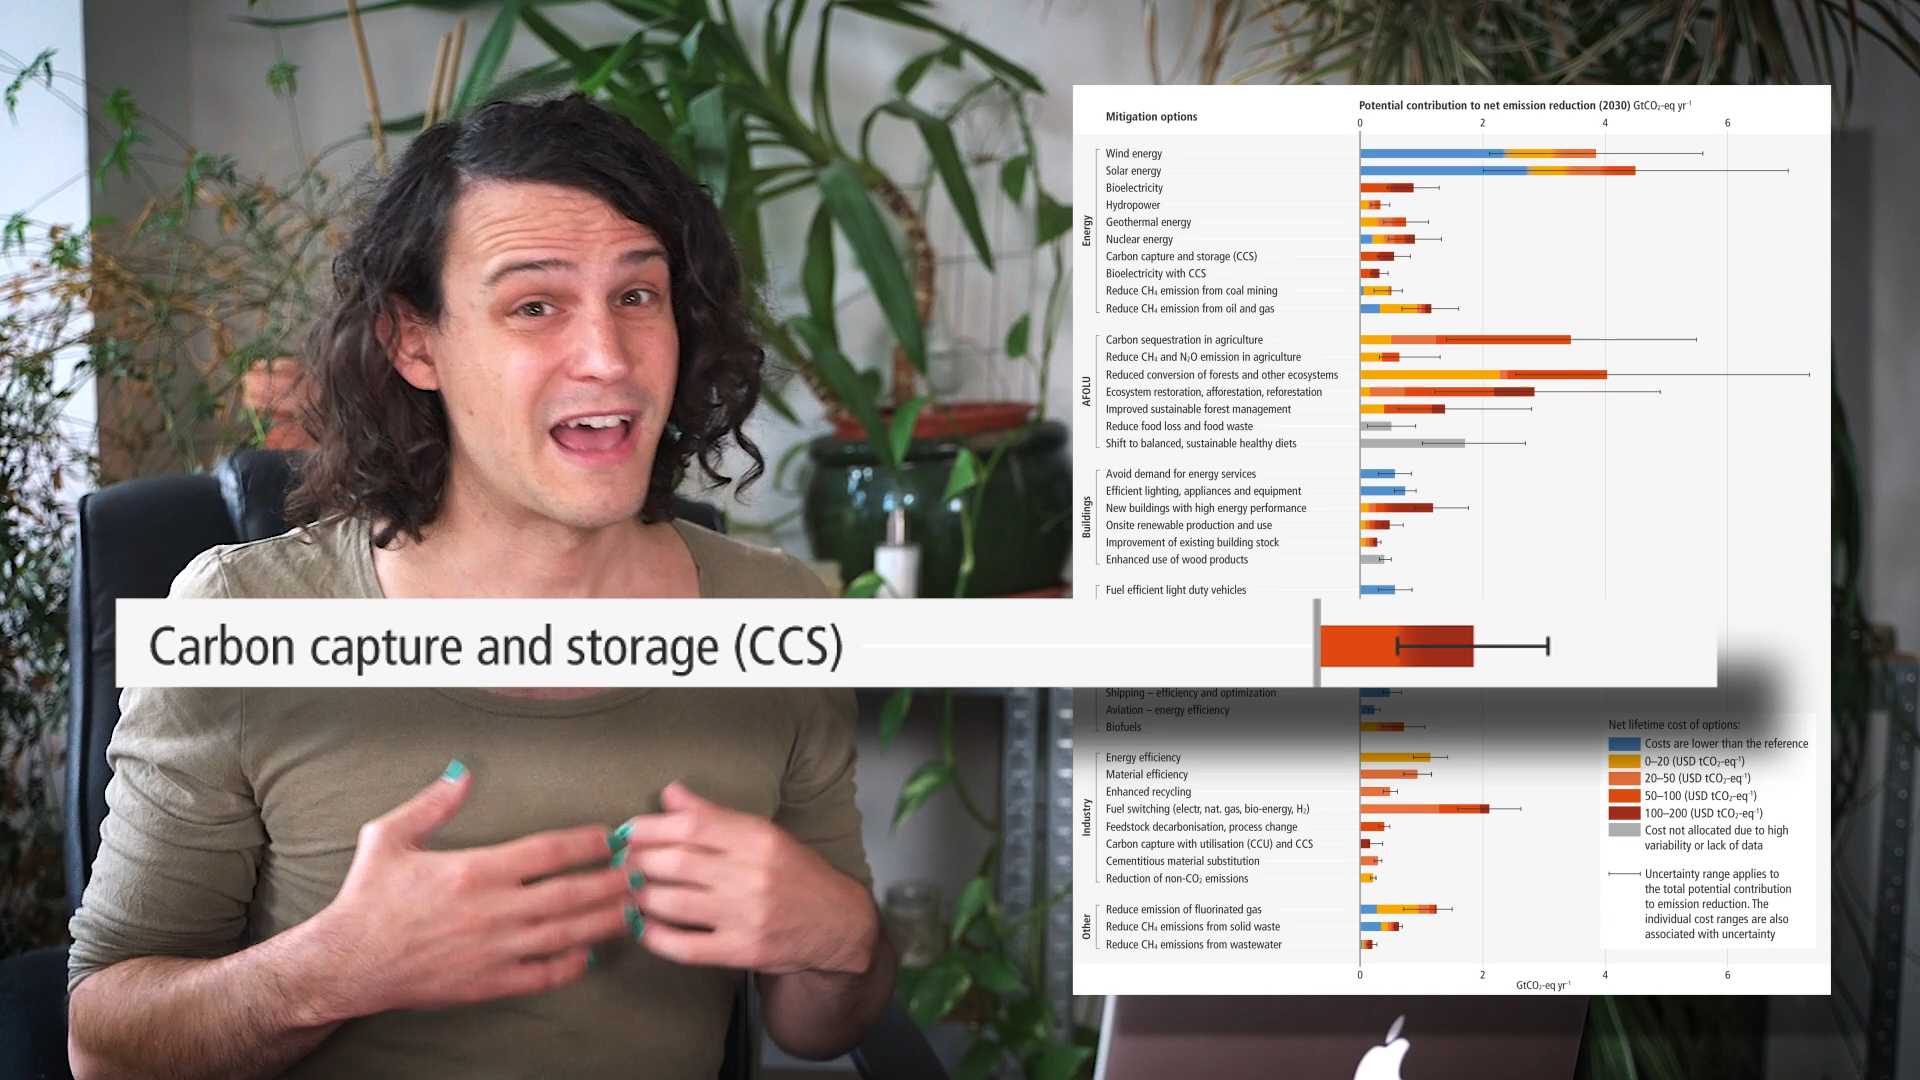 Potential contribution to net emission reduction (2030) GtCO₂-eq yr⁻¹
Mitigation options
0 2 4 6
Energy
Wind energy
Solar energy
Bioelectricity
Hydropower
Geothermal energy
Nuclear energy
Carbon capture and storage (CCS)
Bioelectricity with CCS
Reduce CH₄ emission from coal mining
Reduce CH₄ emission from oil and gas
AFOLU
Carbon sequestration in agriculture
Reduce CH₄ and N₂O emission in agriculture
Reduced conversion of forests and other ecosystems
Ecosystem restoration, afforestation, reforestation
Improved sustainable forest management
Reduce food loss and food waste
Shift to balanced, sustainable healthy diets
Buildings
Avoid demand for energy services
Efficient lighting, appliances and equipment
New buildings with high energy performance
Onsite renewable production and use
Improvement of existing building stock
Enhanced use of wood products
Fuel efficient light duty vehicles
Carbon capture and storage (CCS)
Shipping – efficiency and optimization
Aviation – energy efficiency
Biofuels
Industry
Energy efficiency
Material efficiency
Enhanced recycling
Fuel switching (electr, nat. gas, bio-energy, H₂)
Feedstock decarbonisation, process change
Carbon capture with utilisation (CCU) and CCS
Cementitious material substitution
Reduction of non-CO₂ emissions
Other
Reduce emission of fluorinated gas
Reduce CH₄ emissions from solid waste
Reduce CH₄ emissions from wastewater
0 2 4 6
GtCO₂-eq yr⁻¹
Net lifetime cost of options:
Costs are lower than the reference
0–20 (USD tCO₂-eq⁻¹)
20–50 (USD tCO₂-eq⁻¹)
50–100 (USD tCO₂-eq⁻¹)
100–200 (USD tCO₂-eq⁻¹)
Cost not allocated due to high
variability or lack of data
Uncertainty range applies to
the total potential contribution
to emission reduction. The
individual cost ranges are also
associated with uncertainty